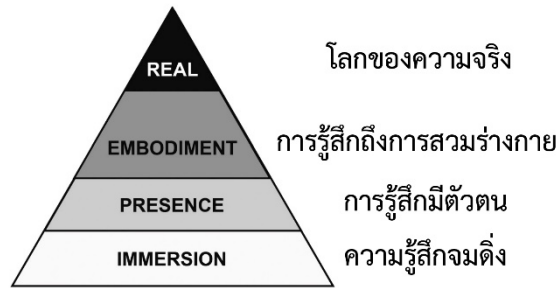 REAL
โลกของความจริง
EMBODIMENT
การรู้สึกถึงการสวมร่างกาย
PRESENCE
การรู้สึกมีตัวตน
IMMERSION
ความรู้สึกจมดิ่ง